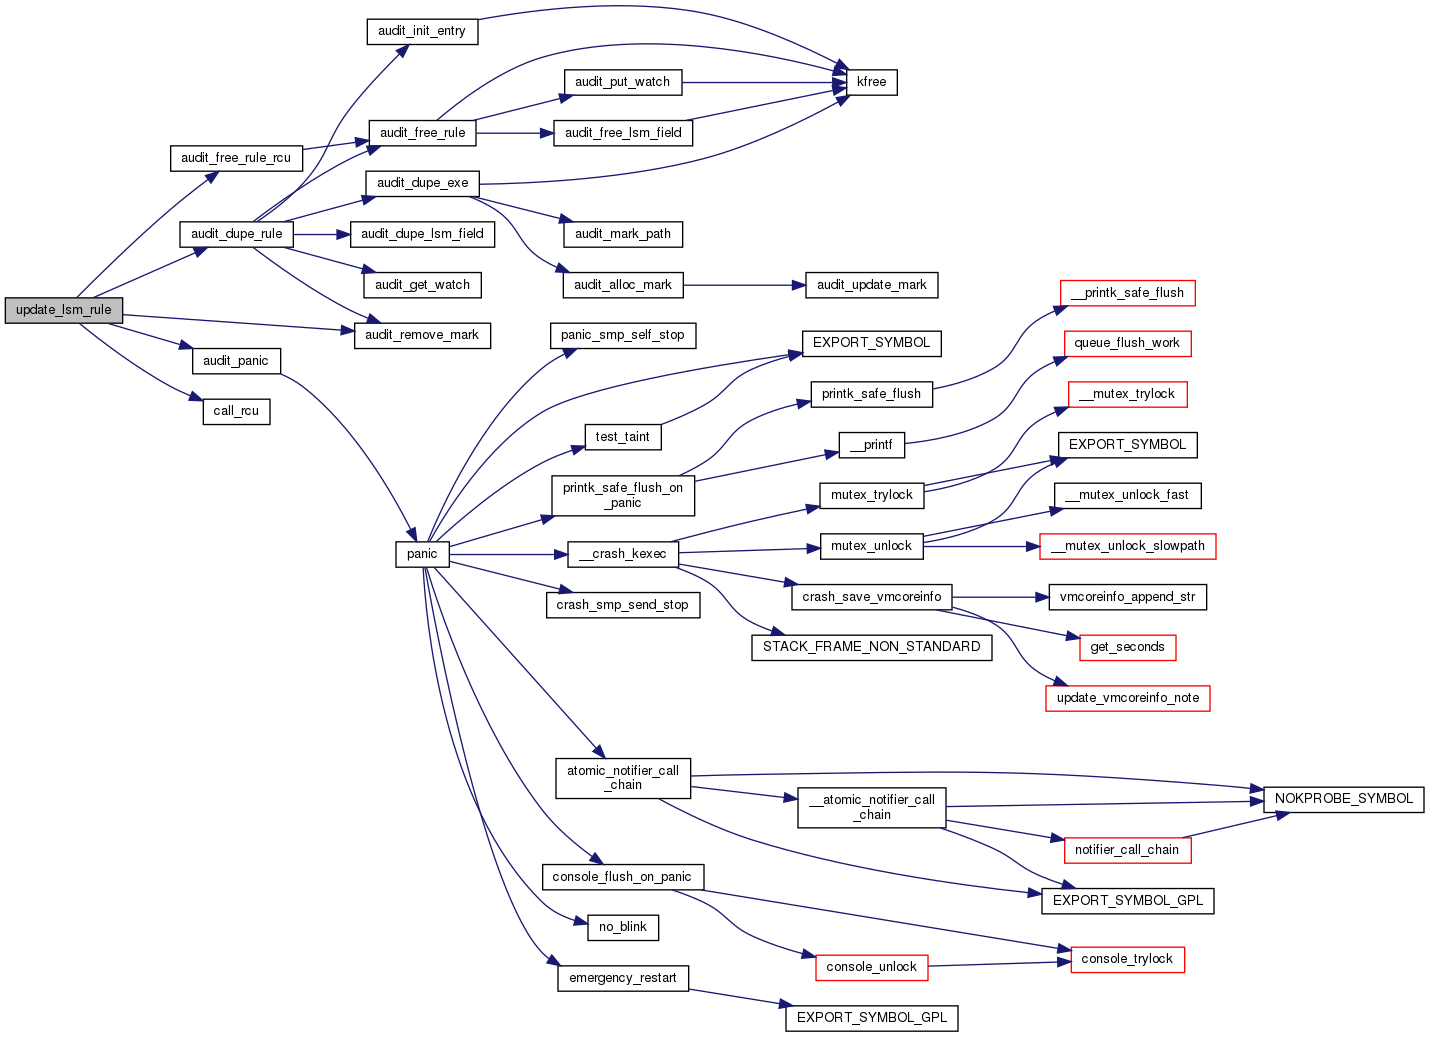 audit_init_entry
kfree
audit_put_watch
audit_free_rule
audit_free_lsm_field
audit_free_rule_rcu
audit_dupe_exe
audit_dupe_rule
audit_dupe_lsm_field
audit_mark_path
audit_get_watch
audit_alloc_mark
audit_update_mark
__printk_safe_flush
update_lsm_rule
audit_remove_mark
panic_smp_self_stop
EXPORT_SYMBOL
queue_flush_work
audit_panic
printk_safe_flush
__mutex_trylock
call_rcu
test_taint
__printf
EXPORT_SYMBOL
printk_safe_flush_on
_panic
mutex_trylock
__mutex_unlock_fast
panic
__crash_kexec
mutex_unlock
__mutex_unlock_slowpath
crash_smp_send_stop
crash_save_vmcoreinfo
vmcoreinfo_append_str
STACK_FRAME_NON_STANDARD
get_seconds
update_vmcoreinfo_note
atomic_notifier_call
_chain
__atomic_notifier_call
_chain
NOKPROBE_SYMBOL
notifier_call_chain
console_flush_on_panic
EXPORT_SYMBOL_GPL
no_blink
console_unlock
console_trylock
emergency_restart
EXPORT_SYMBOL_GPL